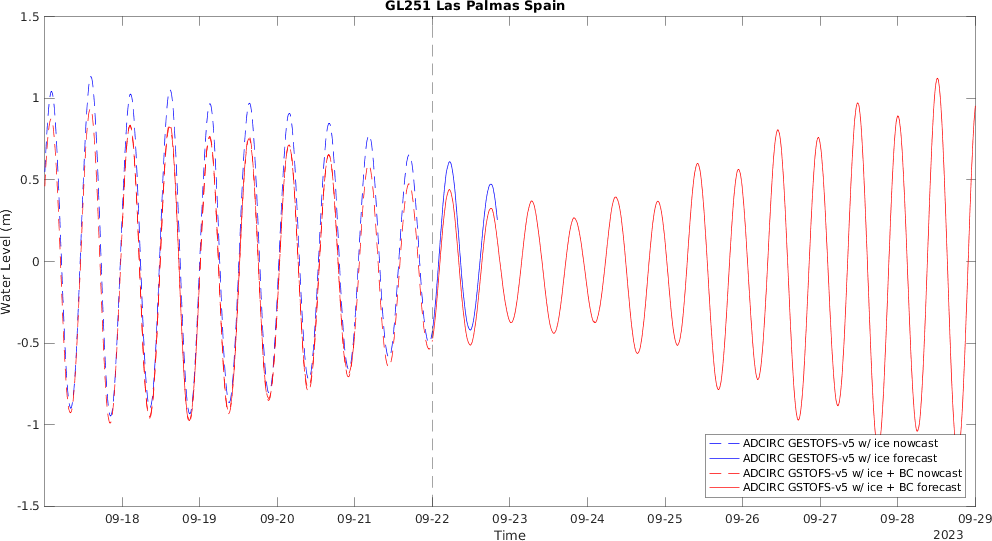 GL251 Las Palmas Spain
1.5
1
0.5
0
-0.5
-1
-1.5
Water Level (m)
09-18 09-19 09-20 09-21 09-22 09-23 09-24 09-25 09-26 09-27 09-28 09-29
Time
2023
ADCIRC GESTOFS-v5 w/ ice nowcast
ADCIRC GESTOFS-v5 w/ ice forecast
ADCIRC GSTOFS-v5 w/ ice + BC nowcast
ADCIRC GSTOFS-v5 w/ ice + BC forecast